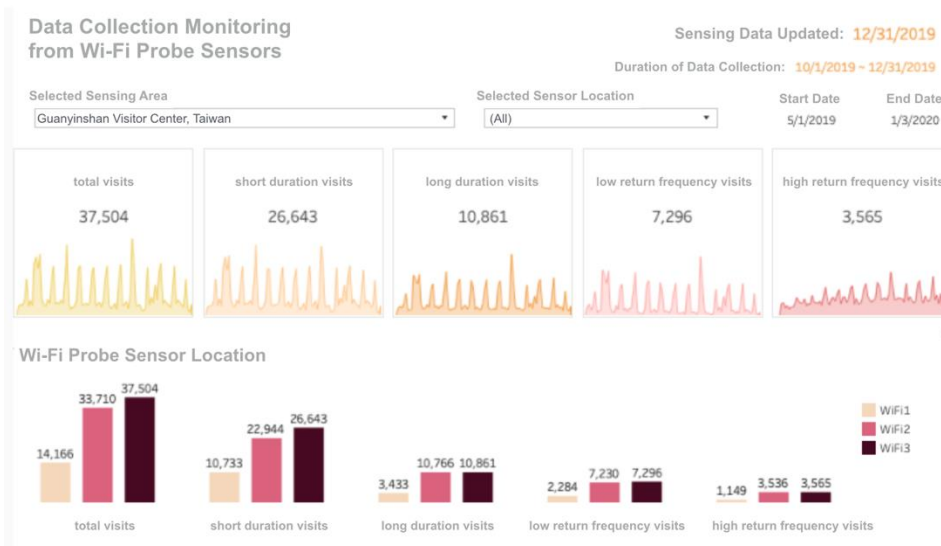 Data Collection Monitoring
from Wi-Fi Probe Sensors
Sensing Data Updated: 12/31/2019
Duration of Data Collection: 10/1/2019 ~ 12/31/2019
Selected Sensing Area
Selected Sensor Location
Start Date
End Date
Guanyinshan Visitor Center, Taiwan
(All)
5/1/2019
1/3/2020
total visits
short duration visits
long duration visits
low return frequency visits
high return frequency visits
37,504
26,643
10,861
7,296
3,565
Wi-Fi Probe Sensor Location
14,166
33,710
37,504
10,733
22,944
26,643
3,433
10,766
10,861
2,284
7,230
7,296
1,149
3,536
3,565
WiFi1
WiFi2
WiFi3
total visits
short duration visits
long duration visits
low return frequency visits
high return frequency visits